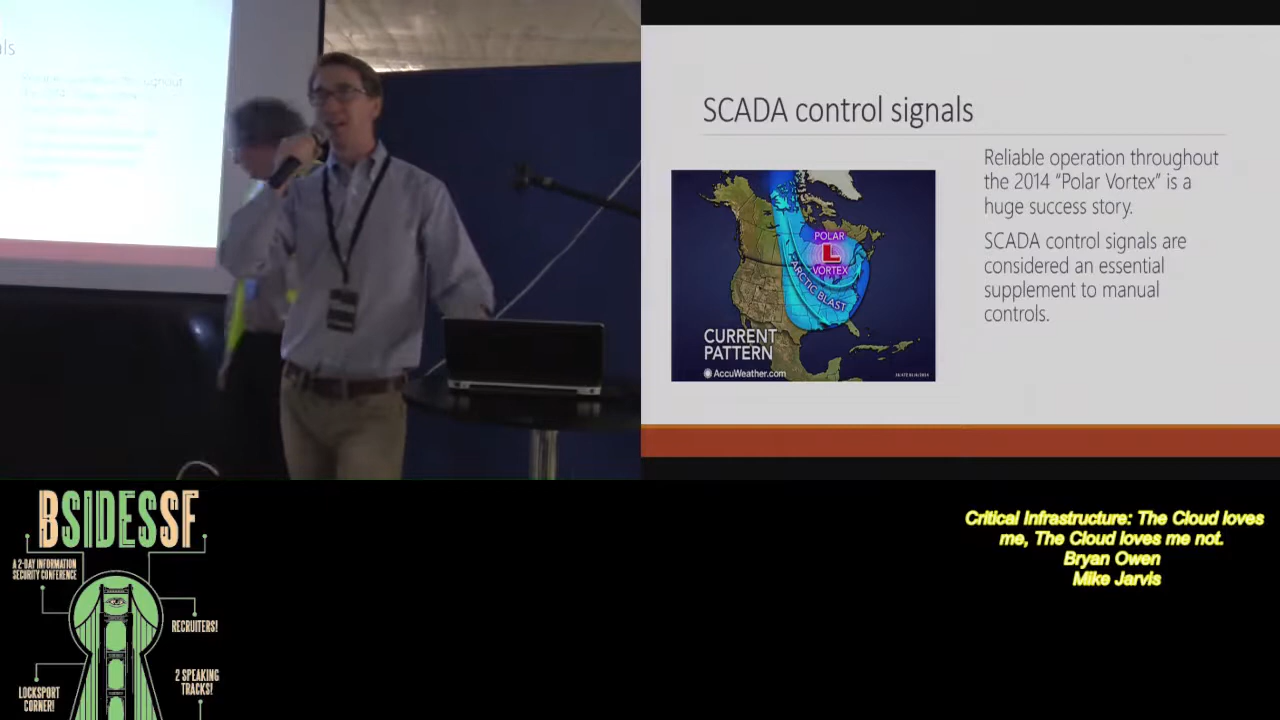 als
SCADA control signals
Reliable operation throughout
the 2014 “Polar Vortex” is a
huge success story.
SCADA control signals are
considered an essential
supplement to manual
controls.
POLAR
L
VORTEX
ARCTIC BLAST
CURRENT
PATTERN
AccuWeather.com
BSIDESSF
A 2-DAY INFORMATION
SECURITY CONFERENCE
RECRUITERS!
LOCKSPORT
CORNER!
2 SPEAKING
TRACKS!
Critical Infrastructure: The Cloud loves
me, The Cloud loves me not.
Bryan Owen
Mike Jarvis